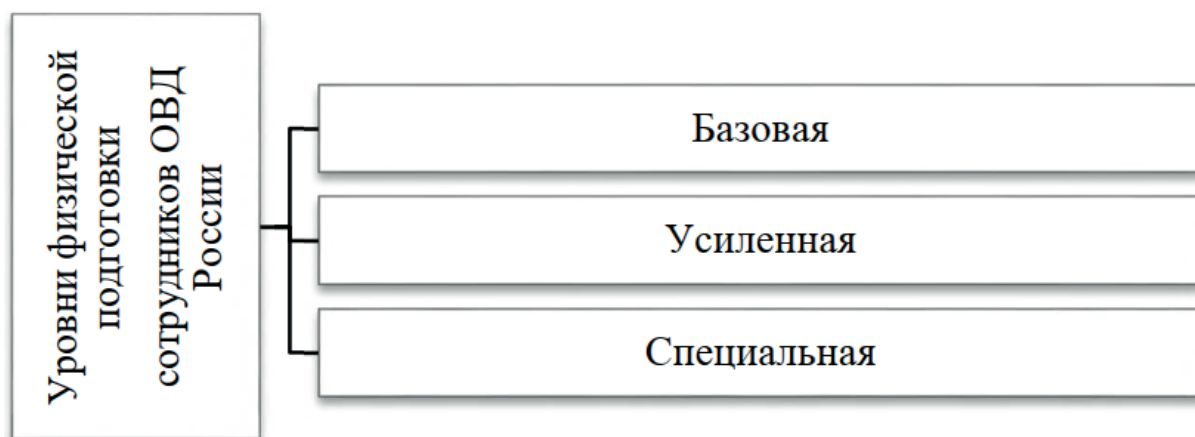 Уровни физической
подготовки
сотрудников ОВД
России
Базовая
Усиленная
Специальная